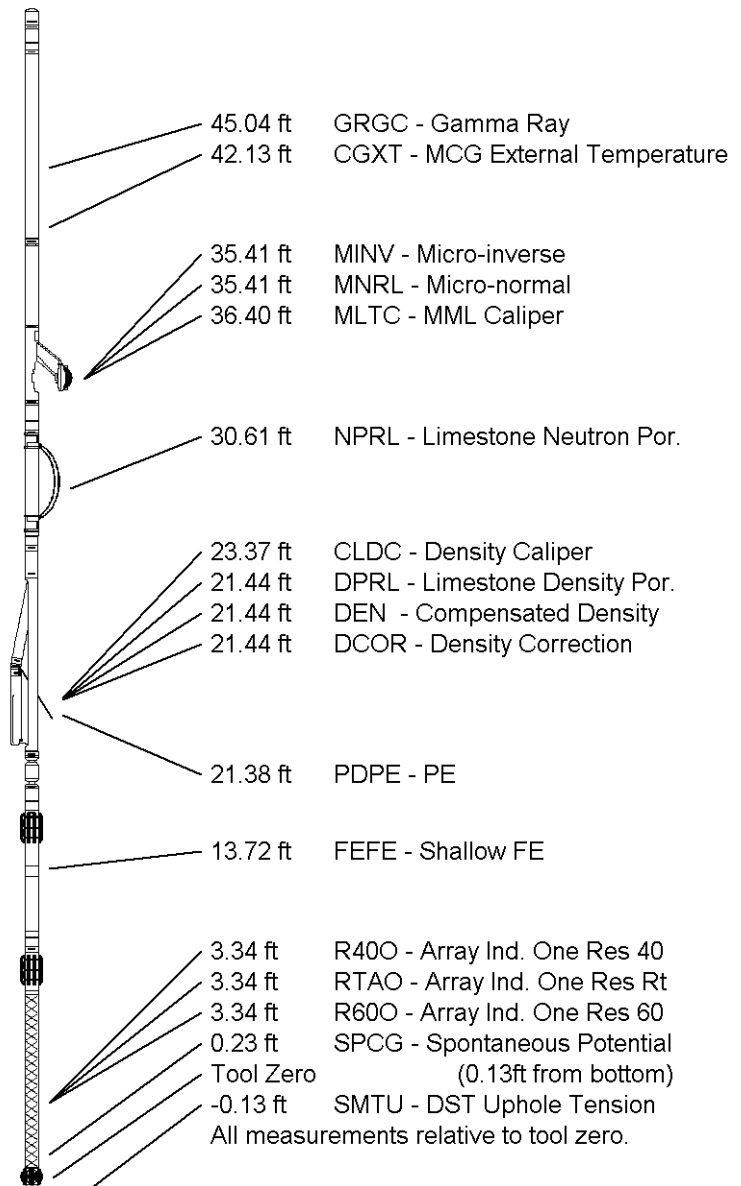 45.04 ft GRGC - Gamma Ray
42.13 ft CGXT - MCG External Temperature
35.41 ft MINV - Micro-inverse
35.41 ft MNRL - Micro-normal
36.40 ft MLTC - MML Caliper
30.61 ft NPRL - Limestone Neutron Por.
23.37 ft CLDC - Density Caliper
21.44 ft DPRL - Limestone Density Por.
21.44 ft DEN - Compensated Density
21.44 ft DCOR - Density Correction
21.38 ft PDPE - PE
13.72 ft FEFE - Shallow FE
3.34 ft R40O - Array Ind. One Res 40
3.34 ft RTAO - Array Ind. One Res Rt
3.34 ft R60O - Array Ind. One Res 60
0.23 ft SPCG - Spontaneous Potential
Tool Zero (0.13ft from bottom)
-0.13 ft SMTU - DST Uphole Tension
All measurements relative to tool zero.